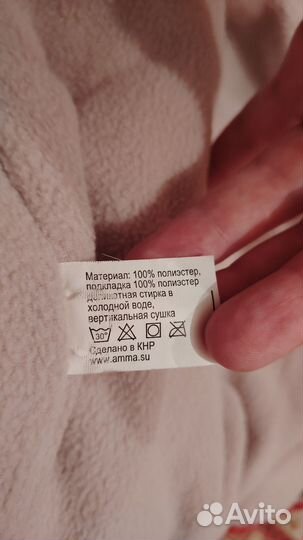 Материал: 100% полиэстер,
подкладка 100% полиэстер
деликатная стирка в
холодной воде,
вертикальная сушка
30°
Сделано в КНР
www.amma.su
L
Avito